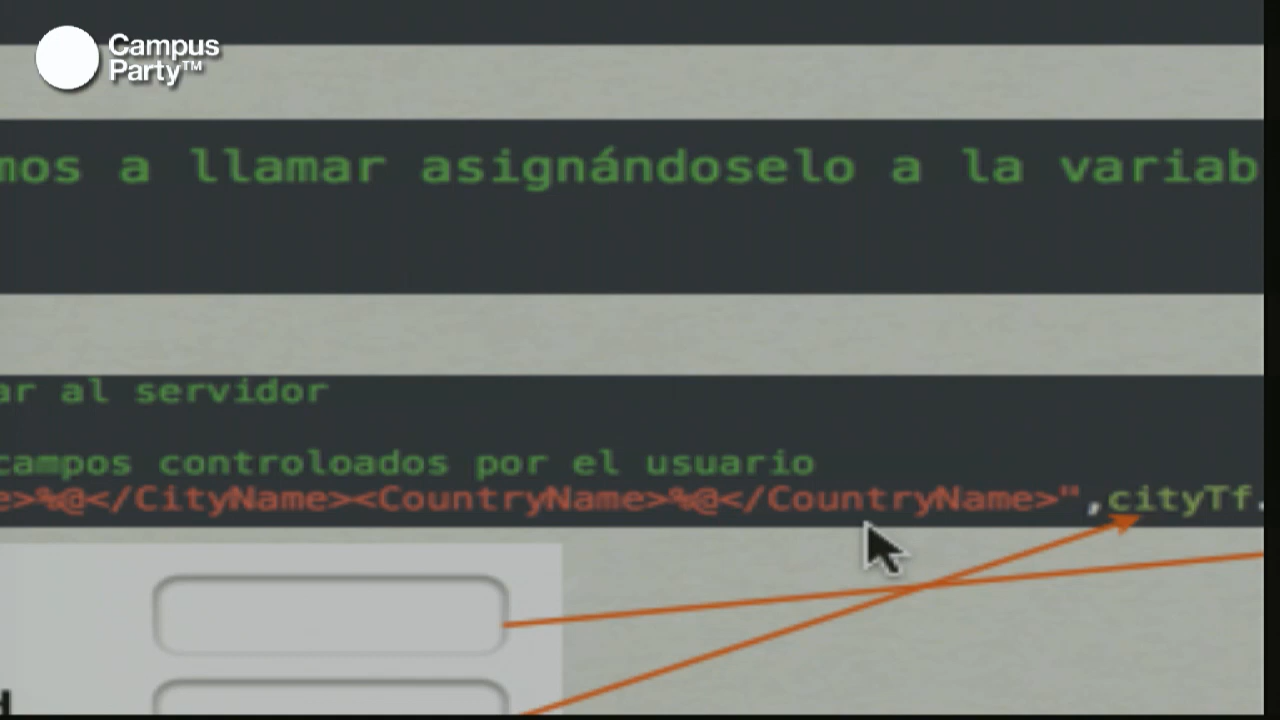 Campus
Party™
mos a llamar asignándoselo a la variab
ar al servidor
campos controloados por el usuario
e>%@</CityName><CountryName>%@</CountryName>",cityTf.
d